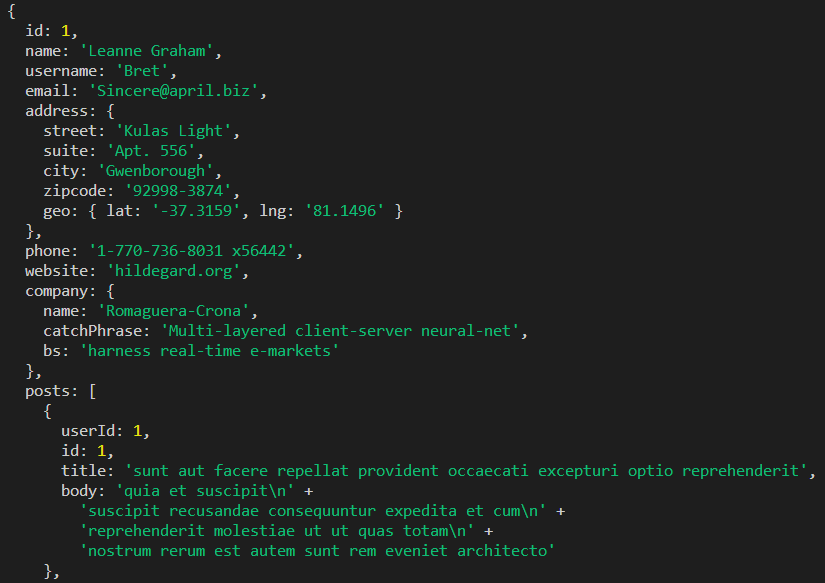 {
  id: 1,
  name: 'Leanne Graham',
  username: 'Bret',
  email: 'Sincere@april.biz',
  address: {
    street: 'Kulas Light',
    suite: 'Apt. 556',
    city: 'Gwenborough',
    zipcode: '92998-3874',
    geo: { lat: '-37.3159', lng: '81.1496' }
  },
  phone: '1-770-736-8031 x56442',
  website: 'hildegard.org',
  company: {
    name: 'Romaguera-Crona',
    catchPhrase: 'Multi-layered client-server neural-net',
    bs: 'harness real-time e-markets'
  },
  posts: [
    {
      userId: 1,
      id: 1,
      title: 'sunt aut facere repellat provident occaecati excepturi optio reprehenderit',
      body: 'quia et suscipit\n' +
        'suscipit recusandae consequuntur expedita et cum\n' +
        'reprehenderit molestiae ut ut quas totam\n' +
        'nostrum rerum est autem sunt rem eveniet architecto'
    },